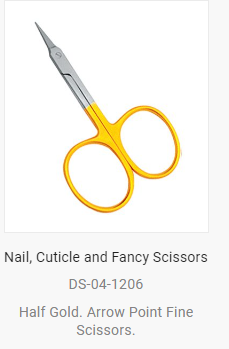 Nail, Cuticle and Fancy Scissors
DS-04-1206
Half Gold. Arrow Point Fine
Scissors.